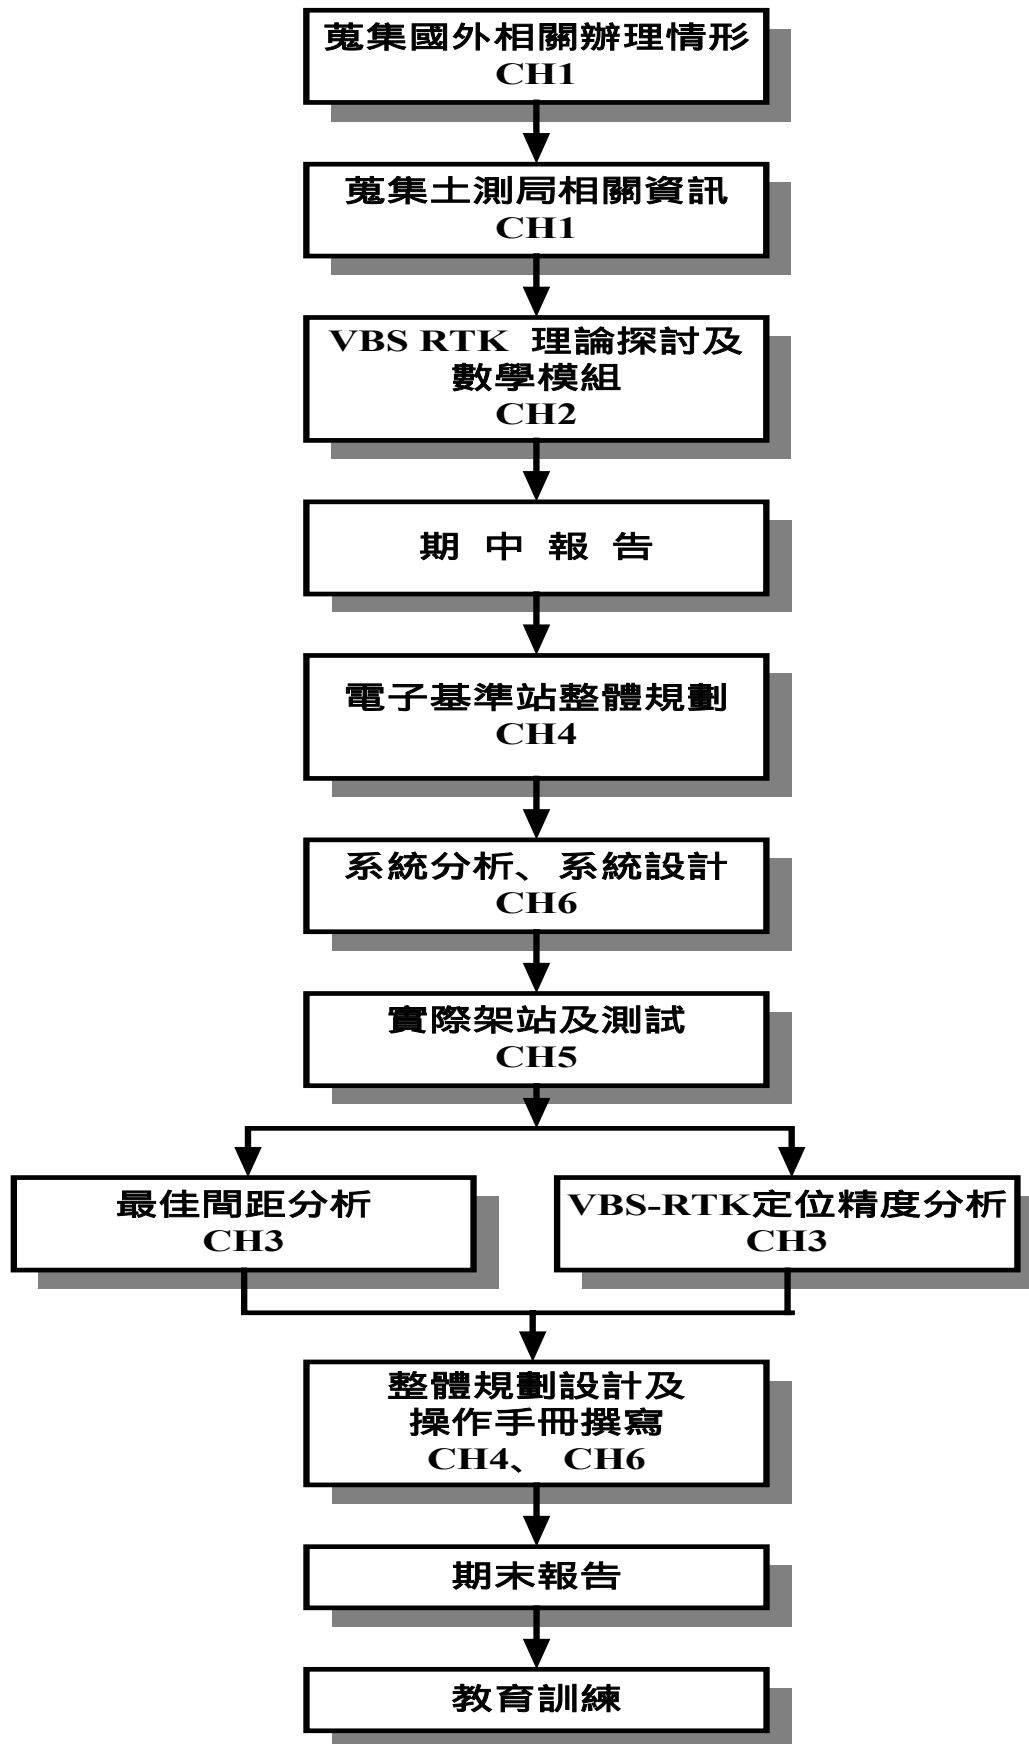 蒐集國外相關辦理情形
CH1
蒐集土測局相關資訊
CH1
VBS RTK 理論探討及
數學模組
CH2
期 中 報 告
電子基準站整體規劃
CH4
系統分析、系統設計
CH6
實際架站及測試
CH5
最佳間距分析
CH3
VBS-RTK定位精度分析
CH3
整體規劃設計及
操作手冊撰寫
CH4、 CH6
期末報告
教育訓練